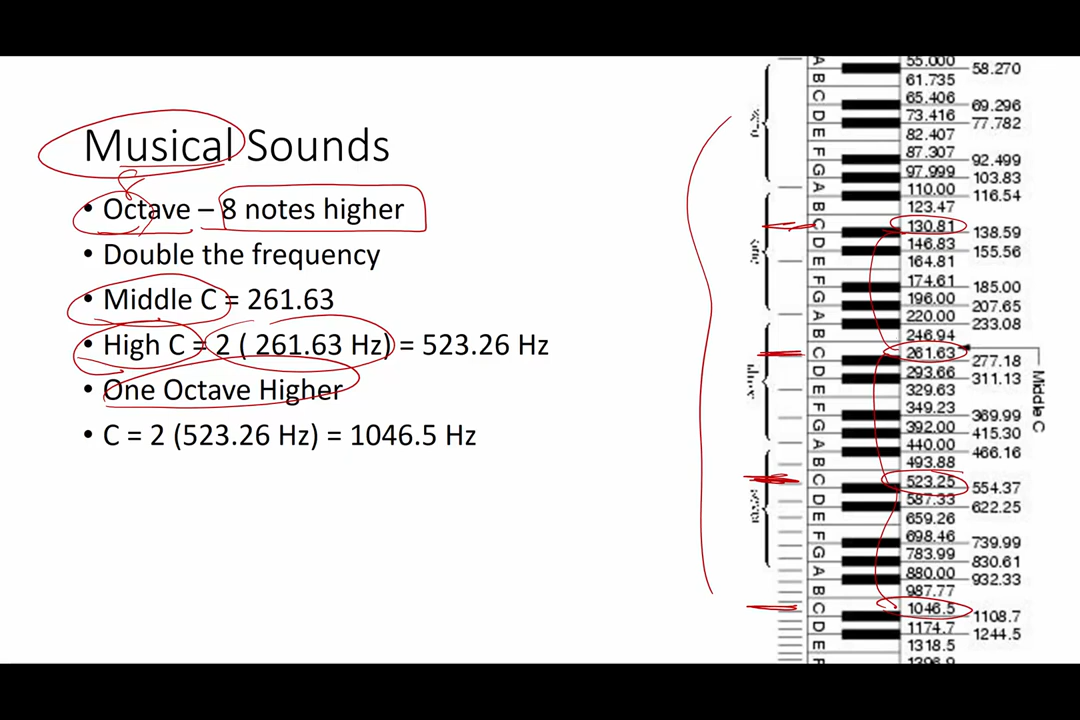 Musical Sounds
8
• Octave – 8 notes higher
• Double the frequency
• Middle C = 261.63
• High C = 2 ( 261.63 Hz) = 523.26 Hz
• One Octave Higher
• C = 2 (523.26 Hz) = 1046.5 Hz
A 55.000
58.270
B 61.735
C 65.406
69.296
D 73.416
77.782
E 82.407
F 87.307
92.499
G 97.999
103.83
A 110.00
116.54
B 123.47
C 130.81
138.59
D 146.83
155.56
E 164.81
F 174.61
185.00
G 196.00
207.65
A 220.00
233.08
B 246.94
C 261.63
277.18
D 293.66
311.13
E 329.63
F 349.23
369.99
G 392.00
415.30
A 440.00
466.16
B 493.88
C 523.25
554.37
D 587.33
622.25
E 659.26
F 698.46
739.99
G 783.99
830.61
A 880.00
932.33
B 987.77
C 1046.5
1108.7
D 1174.7
1244.5
E 1318.5
F
Middle C